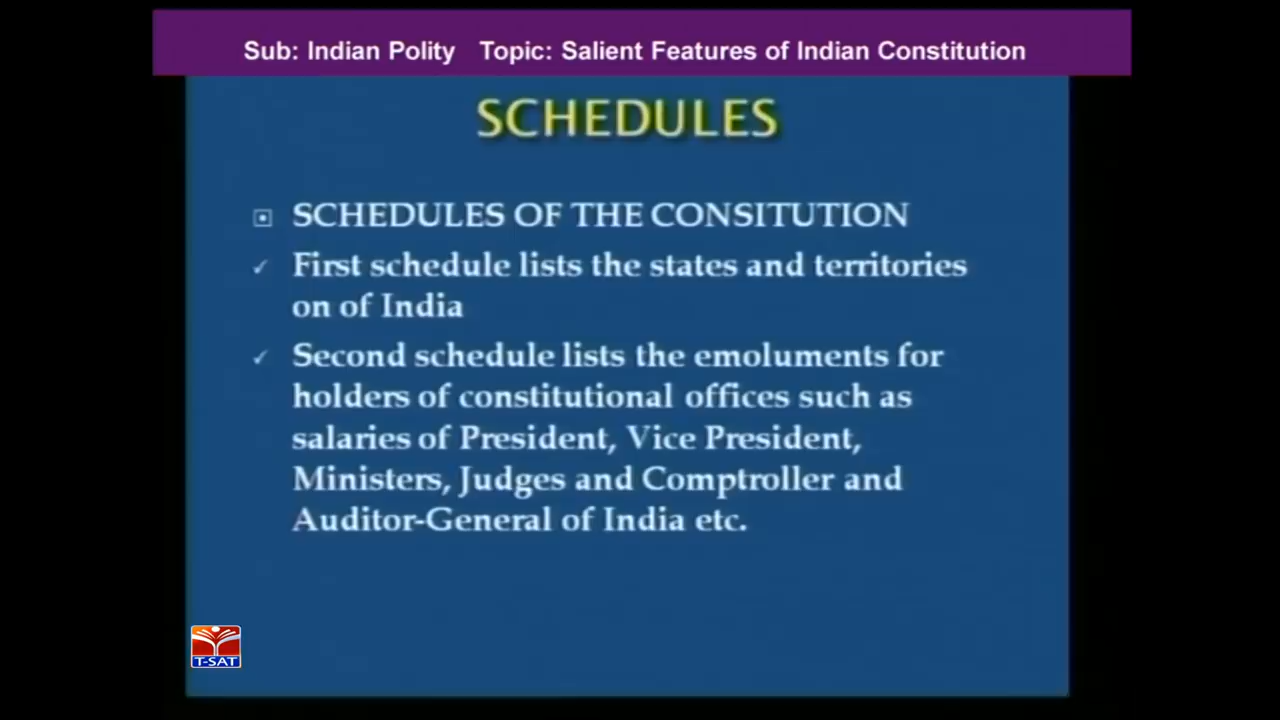 Sub: Indian Polity Topic: Salient Features of Indian Constitution
SCHEDULES
SCHEDULES OF THE CONSITUTION
First schedule lists the states and territories
on of India
Second schedule lists the emoluments for
holders of constitutional offices such as
salaries of President, Vice President,
Ministers, Judges and Comptroller and
Auditor-General of India etc.
T-SAT